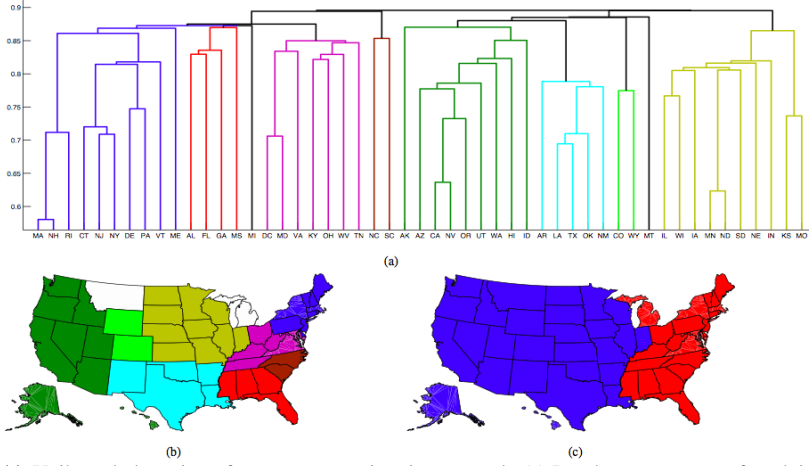 0.9
0.8
0.8
0.75
0.7
0.65
0.6
MA NH RI CT NJ NY DE PA VT ME AL FL GA MS MI DC MD VA KY OH WV TN NC SC AK AZ CA NV OR UT WA HI ID AR LA TX OK NM CO WY MT IL WI IA MN ND SD NE IN KS MO
(a)
(b)
(c)